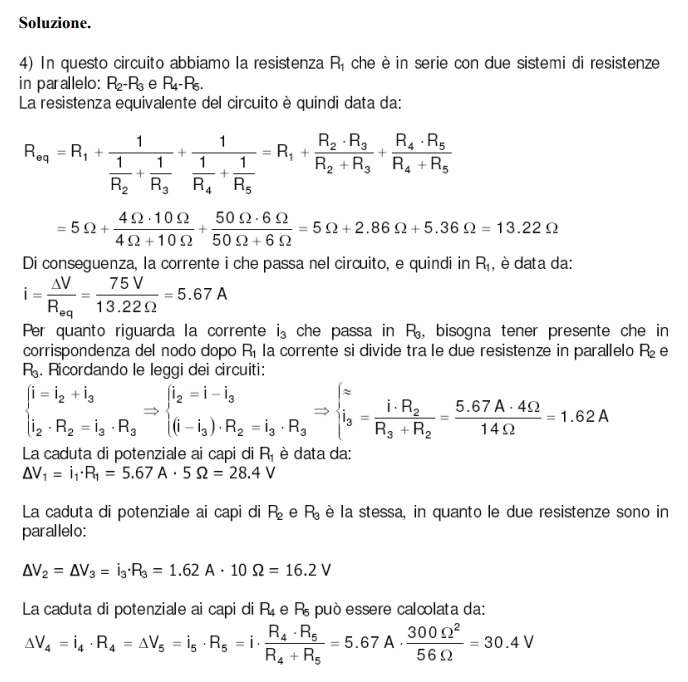 Soluzione.
4) In questo circuito abbiamo la resistenza R₁ che è in serie con due sistemi di resistenze
in parallelo: R₂-R₃ e R₄-R₅.
La resistenza equivalente del circuito è quindi data da:
R_eq = R₁ + 1/(1/R₂ + 1/R₃) + 1/(1/R₄ + 1/R₅) = R₁ + (R₂ · R₃)/(R₂ + R₃) + (R₄ · R₅)/(R₄ + R₅)
= 5 Ω + (4 Ω · 10 Ω)/(4 Ω + 10 Ω) + (50 Ω · 6 Ω)/(50 Ω + 6 Ω) = 5 Ω + 2.86 Ω + 5.36 Ω = 13.22 Ω
Di conseguenza, la corrente i che passa nel circuito, e quindi in R₁, è data da:
i = ΔV/R_eq = 75 V/13.22 Ω = 5.67 A
Per quanto riguarda la corrente i₃ che passa in R₃, bisogna tener presente che in
corrispondenza del nodo dopo R₁ la corrente si divide tra le due resistenze in parallelo R₂ e
R₃. Ricordando le leggi dei circuiti:
{i = i₂ + i₃ ; i₂ · R₂ = i₃ · R₃ ⇒ {i₂ = i − i₃ ; (i − i₃) · R₂ = i₃ · R₃ ⇒ {≈ ; i₃ = (i · R₂)/(R₃ + R₂) = (5.67 A · 4Ω)/(14 Ω) = 1.62 A
La caduta di potenziale ai capi di R₁ è data da:
ΔV₁ = i₁·R₁ = 5.67 A · 5 Ω = 28.4 V
La caduta di potenziale ai capi di R₂ e R₃ è la stessa, in quanto le due resistenze sono in
parallelo:
ΔV₂ = ΔV₃ = i₃·R₃ = 1.62 A · 10 Ω = 16.2 V
La caduta di potenziale ai capi di R₄ e R₅ può essere calcolata da:
ΔV₄ = i₄ · R₄ = ΔV₅ = i₅ · R₅ = i · (R₄ · R₅)/(R₄ + R₅) = 5.67 A · 300 Ω²/56 Ω = 30.4 V